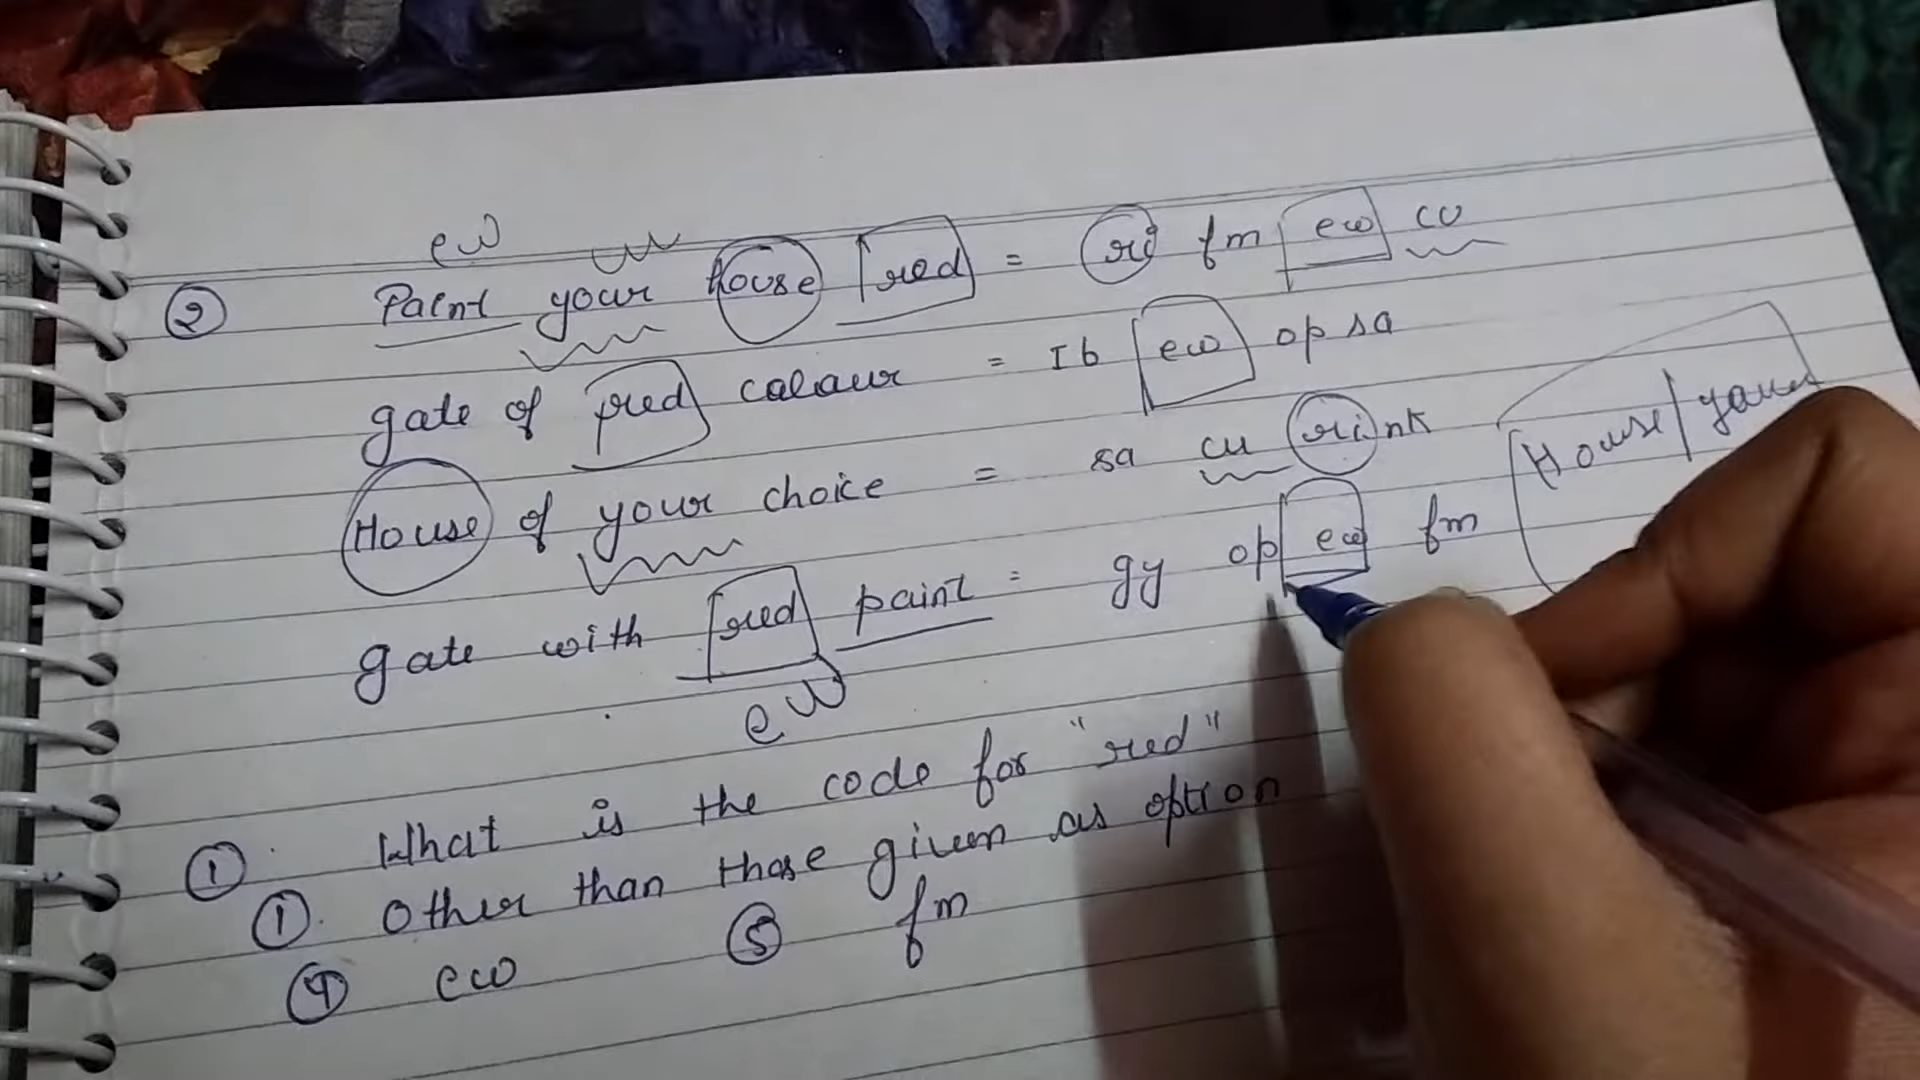 ew
② Paint your House red = ri fm ew cu
gate of red colour = Ib ew op sa
House of your choice = sa cu ri nk
House/your
gate with red paint = gy op ew fm
ew
① What is the code for "red"
① Other than those given as option
④ ew ⑤ fm